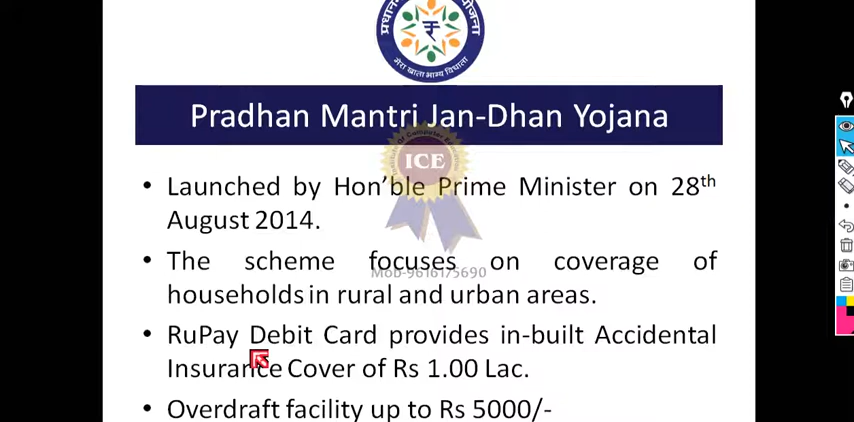 मेरा खाता भाग्य विधाता
Pradhan Mantri Jan-Dhan Yojana
ICE
• Launched by Hon’ble Prime Minister on 28th
August 2014.
• The scheme focuses on coverage of
Mob-9616175690
households in rural and urban areas.
• RuPay Debit Card provides in-built Accidental
Insurance Cover of Rs 1.00 Lac.
• Overdraft facility up to Rs 5000/-